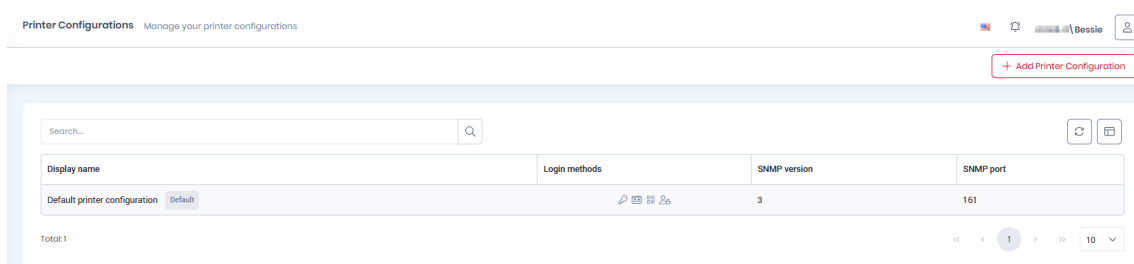 Printer Configurations Manage your printer configurations
\Bessie
+ Add Printer Configuration
Search...
Display name Login methods SNMP version SNMP port
Default printer configuration Default 3 161
Total: 1
<< < 1 > >> 10